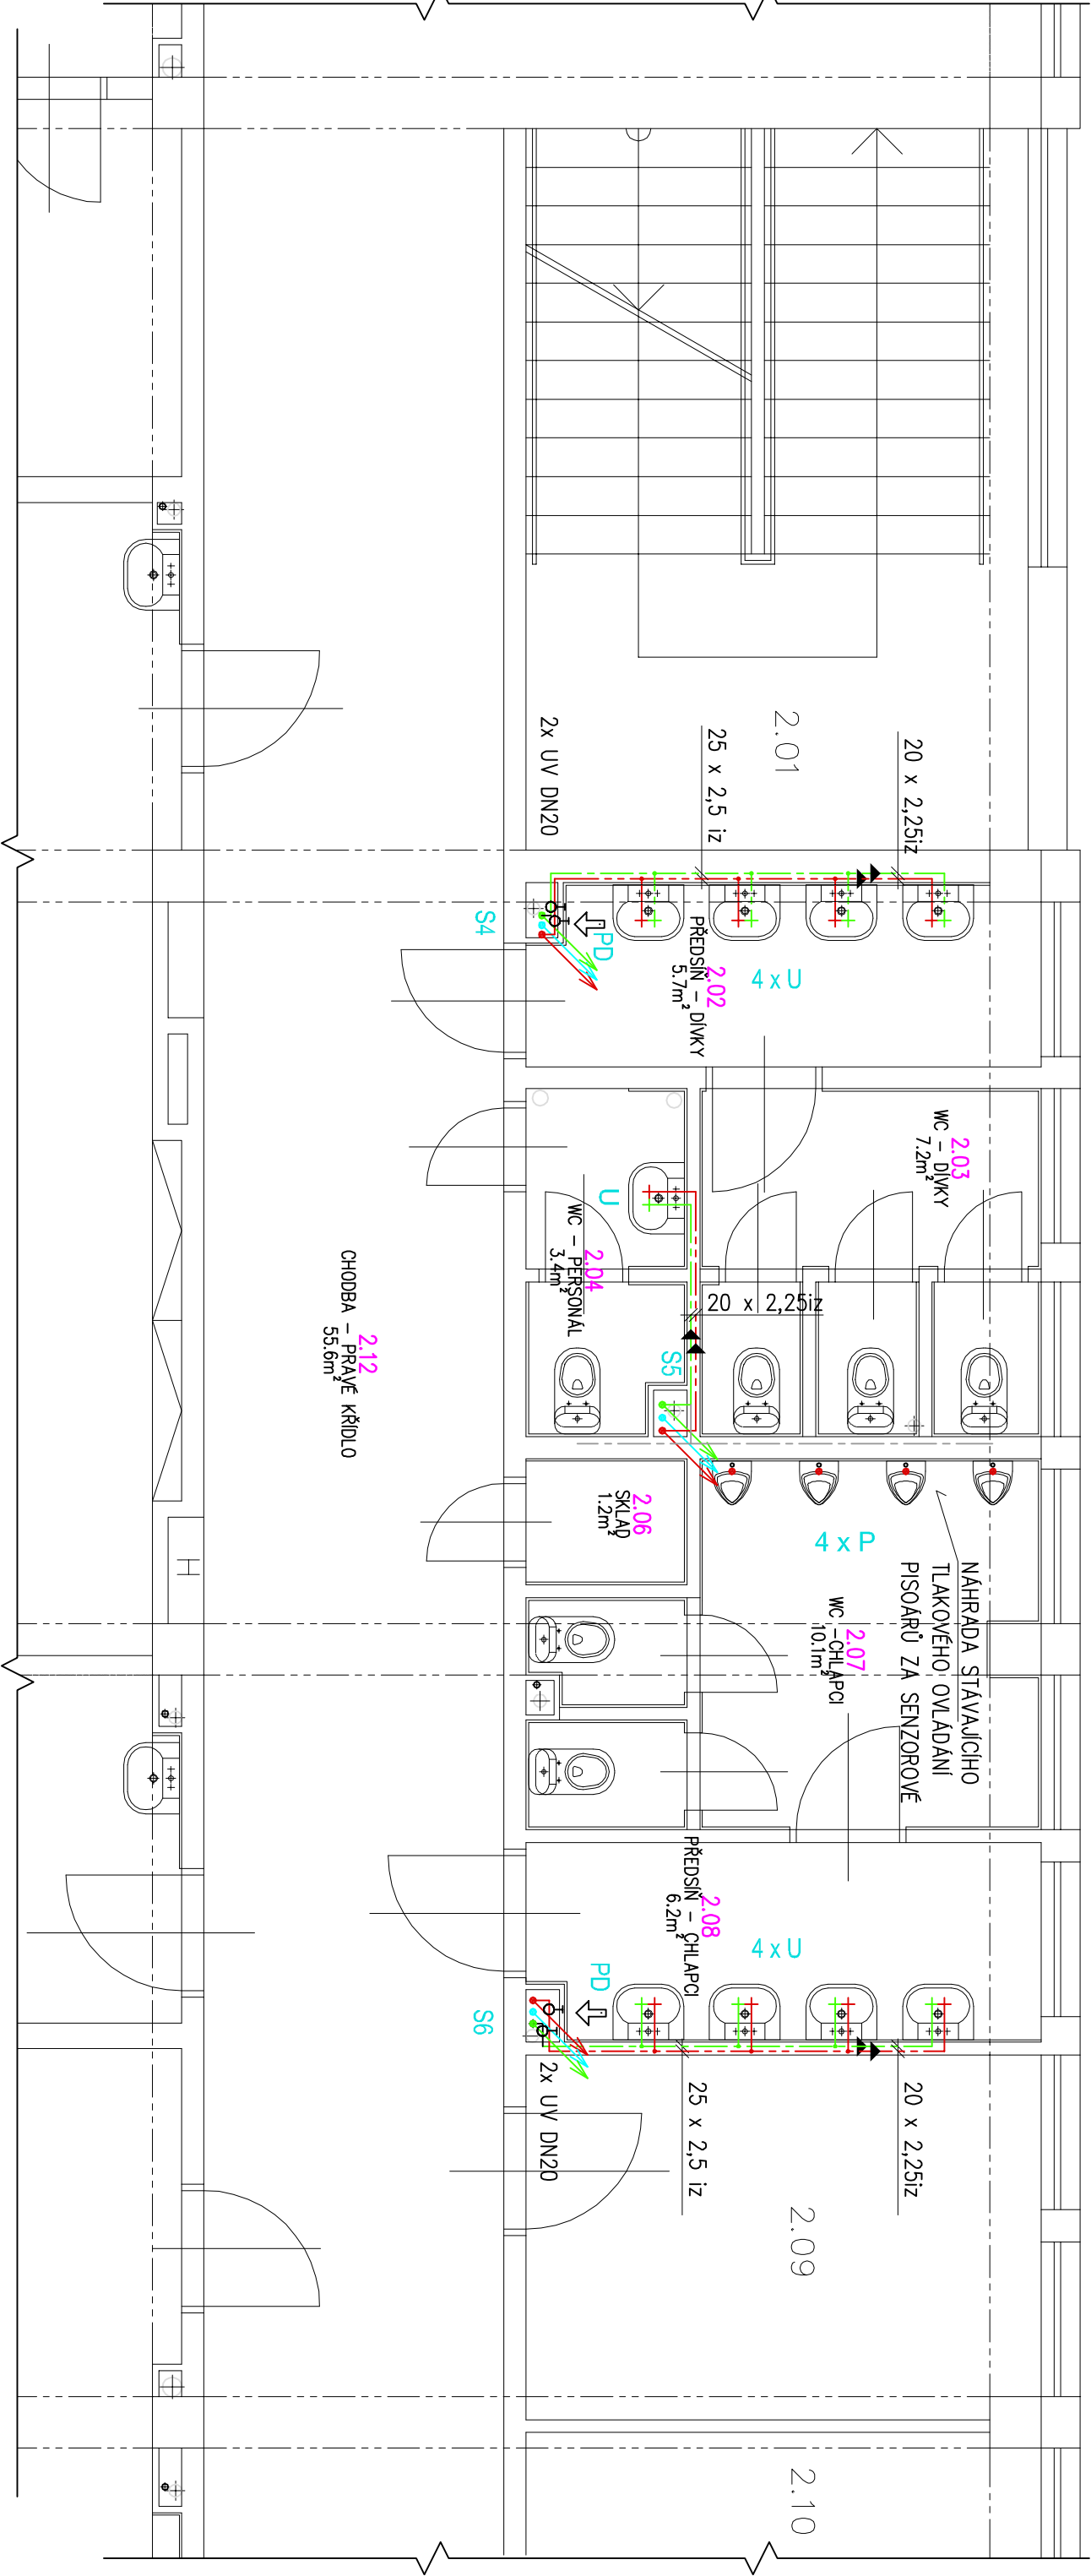 2.01
20 x 2,25iz
25 x 2,5 iz
2x UV DN20
S4
PD
2.02
PŘEDSÍŇ – DÍVKY
5.7m²
4 x U
2.03
WC – DÍVKY
7.2m²
U
2.04
WC – PERSONÁL
3.4m²
20 x 2,25iz
S5
2.12
CHODBA – PRAVÉ KŘÍDLO
55.6m²
2.06
SKLAD
1.2m²
4 x P
NÁHRADA STÁVAJÍCÍHO
TLAKOVÉHO OVLÁDÁNÍ
PISOÁRŮ ZA SENZOROVÉ
H
2.07
WC –CHLAPCI
10.1m²
2.08
PŘEDSÍŇ – CHLAPCI
6.2m²
4 x U
PD
S6
2x UV DN20
25 x 2,5 iz
20 x 2,25iz
2.09
2.10